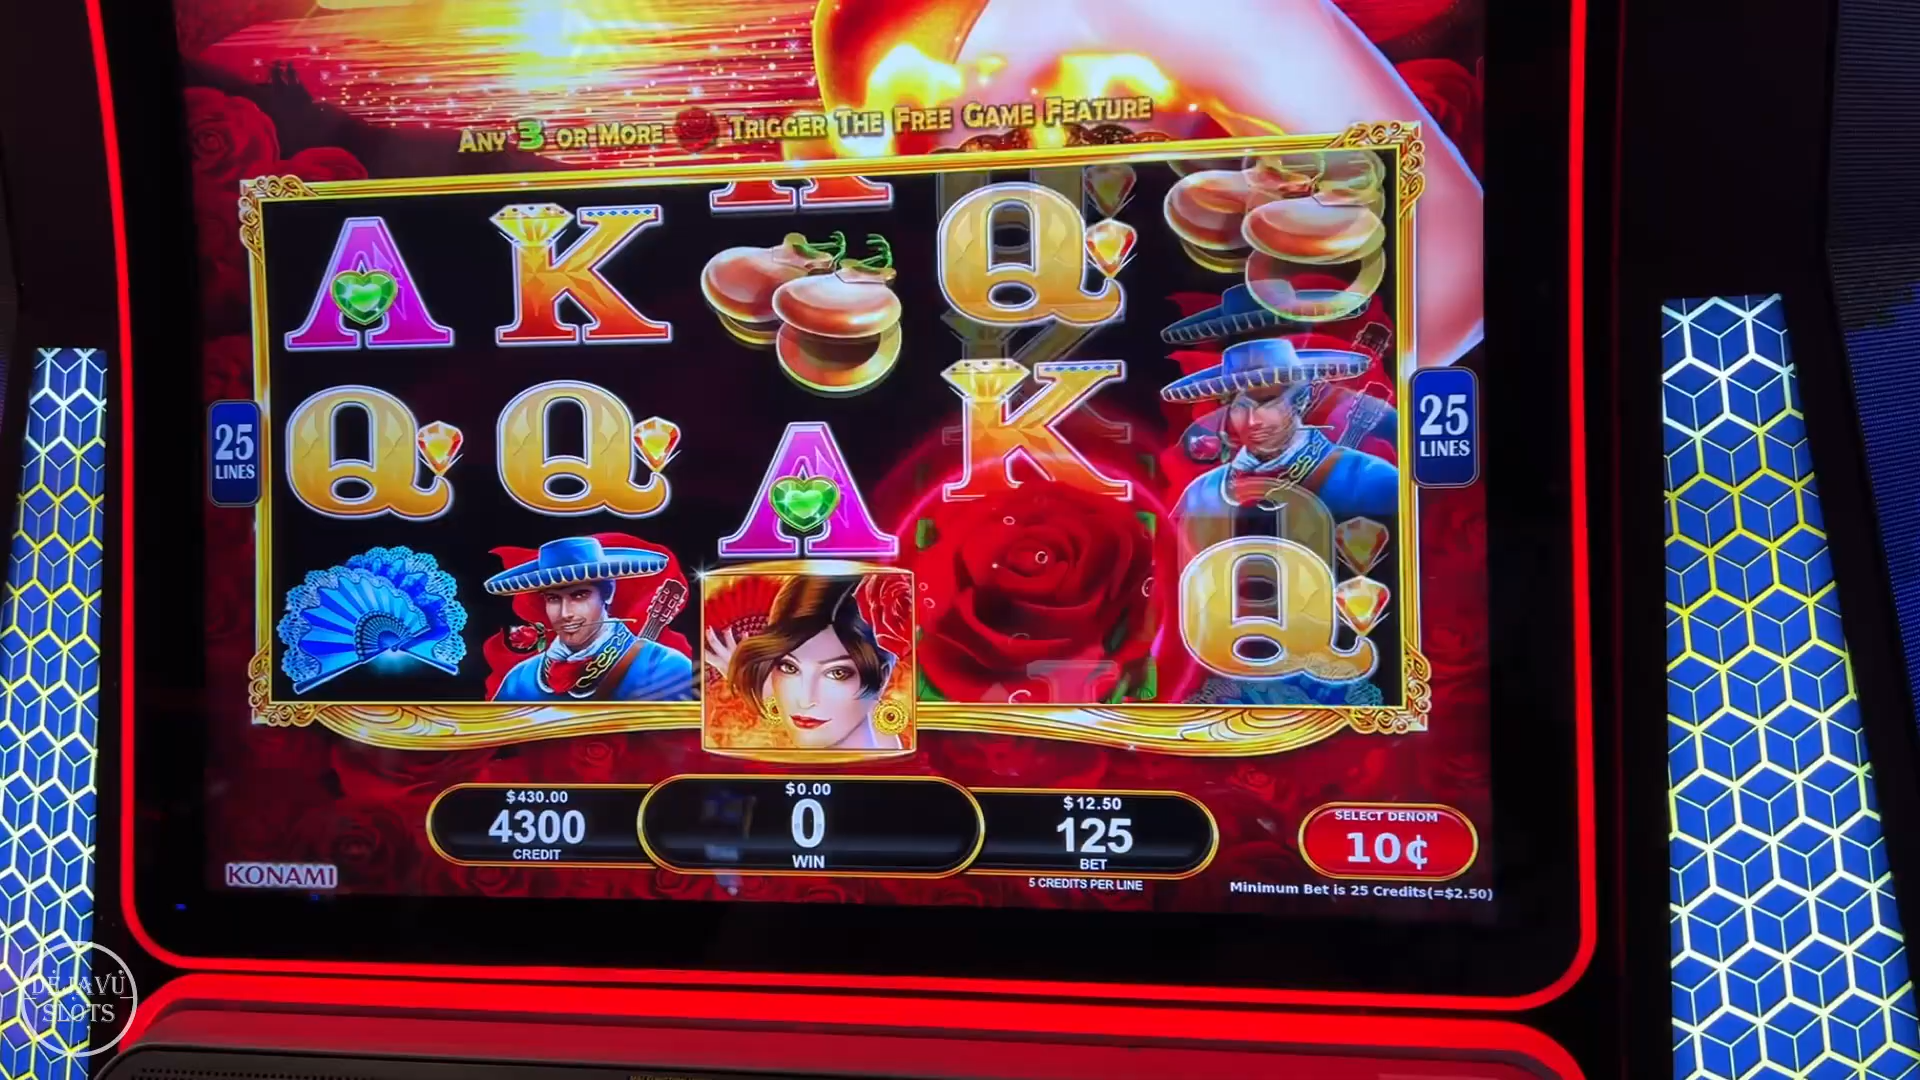 ANY 3 OR MORE TRIGGER THE FREE GAME FEATURE
A K Q
Q Q A K
Q
25
LINES
25
LINES
$430.00
4300
CREDIT
$0.00
0
WIN
$12.50
125
BET
5 CREDITS PER LINE
SELECT DENOM
10¢
Minimum Bet is 25 Credits(=$2.50)
KONAMI
DEJAVU
SLOTS